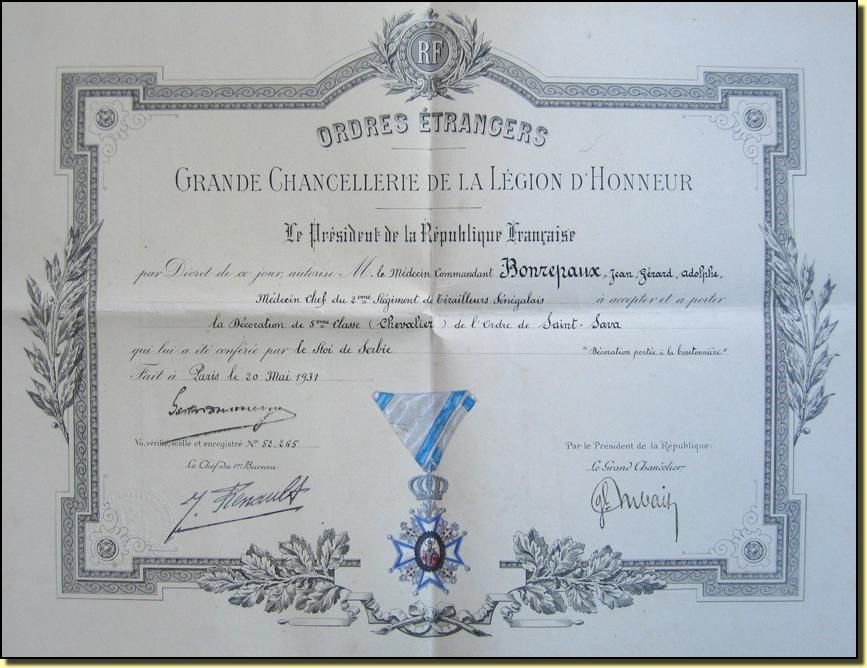 RF
ORDRES ÉTRANGERS
GRANDE CHANCELLERIE DE LA LÉGION D'HONNEUR
Le Président de la République Française
par Décret de ce jour, autorise M. le Médecin Commandant Bonrepaux, Jean, Gérard, Adolphe,
Médecin Chef du 2ème Régiment de Tirailleurs Sénégalais à accepter et à porter
la Décoration de 5ème Classe (Chevalier) de l'Ordre de Saint-Sava
qui lui a été conférée par le Roi de Serbie "Décoration portée à la boutonnière"
Fait à Paris le 20 Mai 1931
Vu, vérifié, scellé et enregistré No 52.265
Par le Président de la République:
Le Chef du 1er Bureau
Le Grand Chancelier
J. Renault